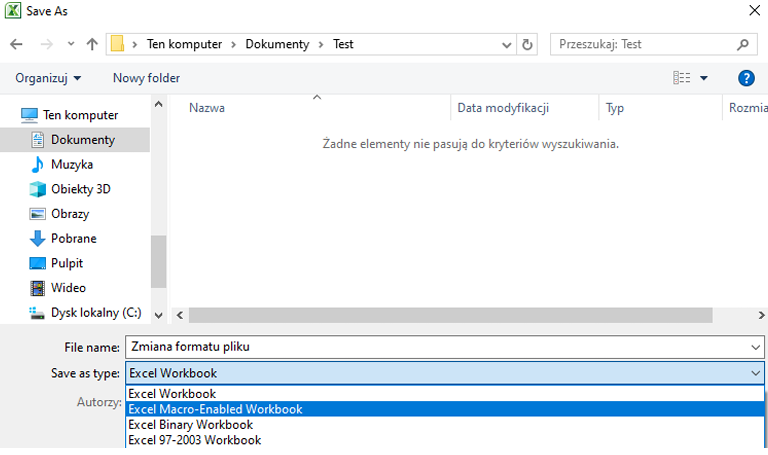 Save As
Ten komputer > Dokumenty > Test
Przeszukaj: Test
Organizuj
Nowy folder
?
Ten komputer
Dokumenty
Muzyka
Obiekty 3D
Obrazy
Pobrane
Pulpit
Wideo
Dysk lokalny (C:)
Nazwa
Data modyfikacji
Typ
Rozmia
Żadne elementy nie pasują do kryteriów wyszukiwania.
File name: Zmiana formatu pliku
Save as type: Excel Workbook
Autorzy:
Excel Workbook
Excel Macro-Enabled Workbook
Excel Binary Workbook
Excel 97-2003 Workbook